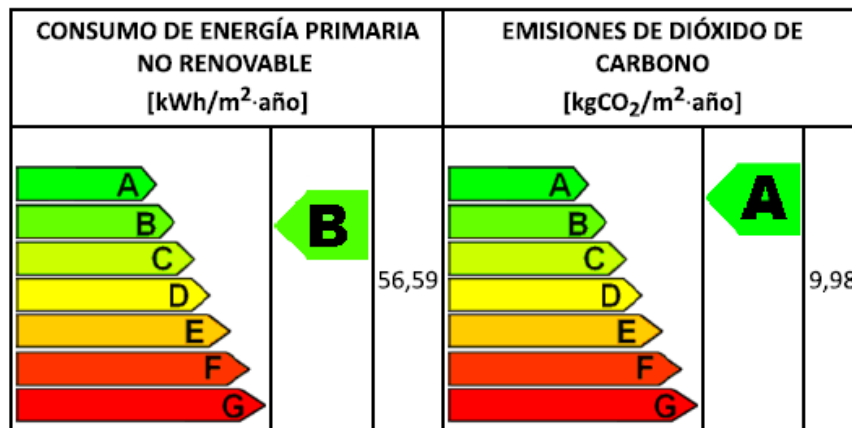 CONSUMO DE ENERGÍA PRIMARIA
NO RENOVABLE
[kWh/m²·año]
EMISIONES DE DIÓXIDO DE
CARBONO
[kgCO₂/m²·año]
A
B
C
D
E
F
G
B
56,59
A
B
C
D
E
F
G
A
9,98